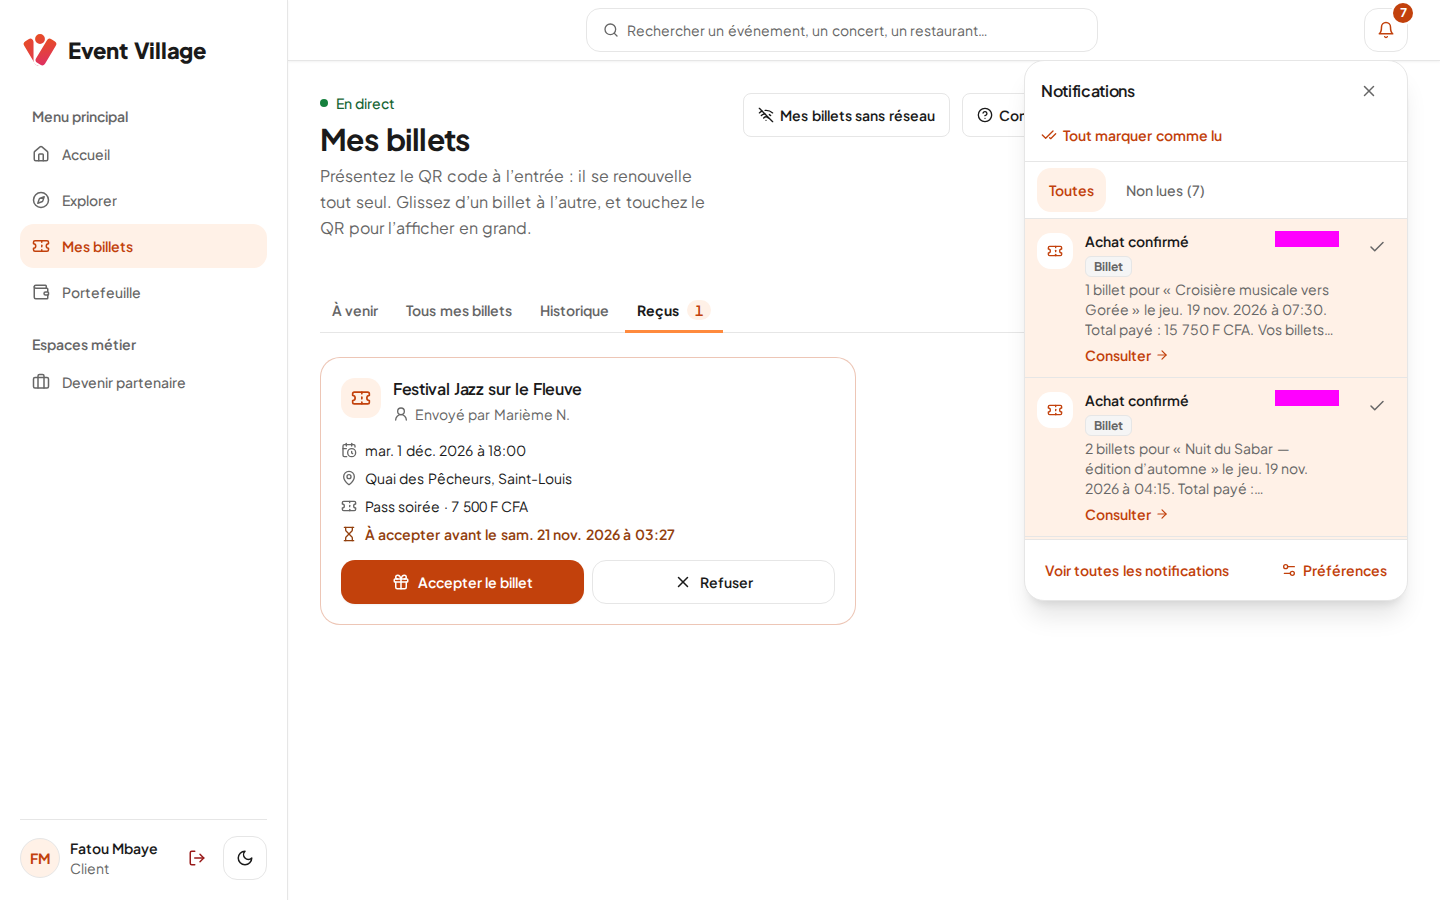 Event Village
Rechercher un événement, un concert, un restaurant...
7
Menu principal
Accueil
Explorer
Mes billets
Portefeuille
Espaces métier
Devenir partenaire
FM
Fatou Mbaye
Client
En direct
Mes billets
Présentez le QR code à l’entrée : il se renouvelle
tout seul. Glissez d’un billet à l’autre, et touchez le
QR pour l’afficher en grand.
Mes billets sans réseau
À venir
Tous mes billets
Historique
Reçus 1
Festival Jazz sur le Fleuve
Envoyé par Marième N.
mar. 1 déc. 2026 à 18:00
Quai des Pêcheurs, Saint-Louis
Pass soirée · 7 500 F CFA
À accepter avant le sam. 21 nov. 2026 à 03:27
Accepter le billet
Refuser
Notifications
Tout marquer comme lu
Toutes
Non lues (7)
Achat confirmé
Billet
1 billet pour « Croisière musicale vers
Gorée » le jeu. 19 nov. 2026 à 07:30.
Total payé : 15 750 F CFA. Vos billets...
Consulter
Achat confirmé
Billet
2 billets pour « Nuit du Sabar —
édition d’automne » le jeu. 19 nov.
2026 à 04:15. Total payé :...
Consulter
Voir toutes les notifications
Préférences